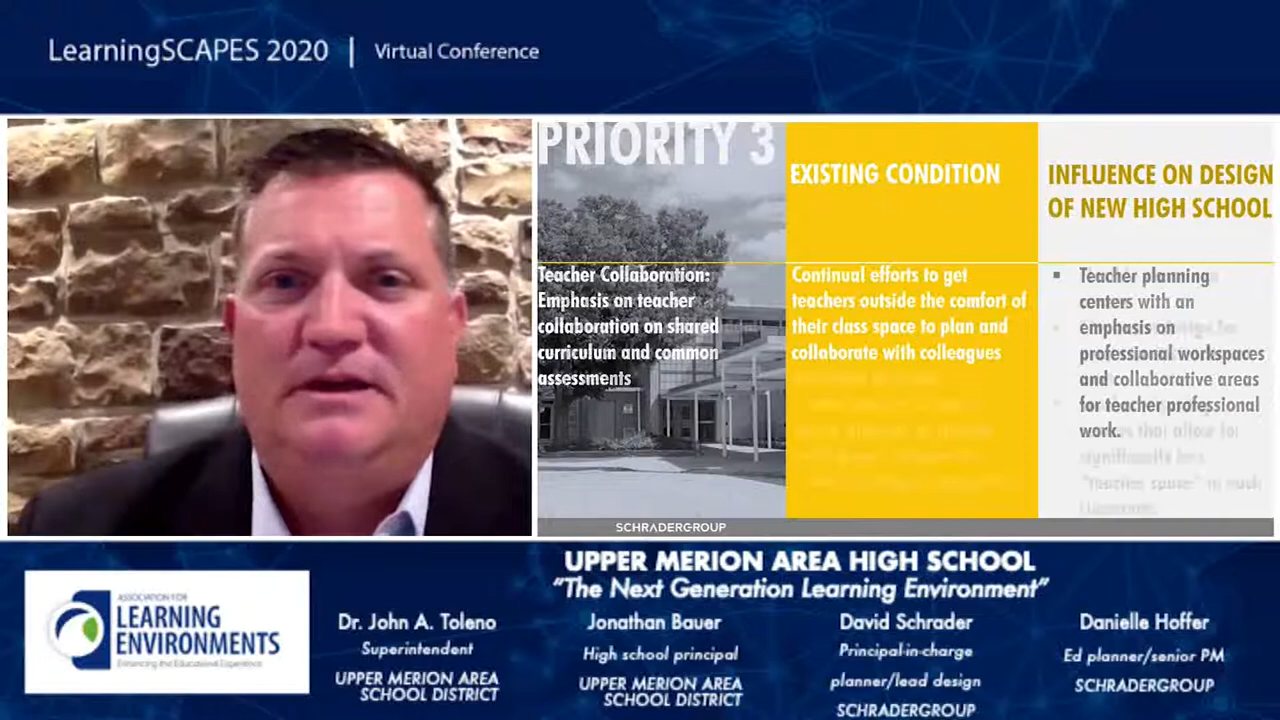 LearningSCAPES 2020 | Virtual Conference
PRIORITY 3
Teacher Collaboration:
Emphasis on teacher
collaboration on shared
curriculum and common
assessments
EXISTING CONDITION
Continual efforts to get
teachers outside the comfort of
their class space to plan and
collaborate with colleagues
INFLUENCE ON DESIGN
OF NEW HIGH SCHOOL
▪ Teacher planning
centers with an
emphasis on
professional workspaces
and collaborative areas
for teacher professional
work.
SCHRADERGROUP
ASSOCIATION FOR
LEARNING
ENVIRONMENTS
Enhancing the Educational Experience
UPPER MERION AREA HIGH SCHOOL
“The Next Generation Learning Environment”
Dr. John A. Toleno
Superintendent
UPPER MERION AREA
SCHOOL DISTRICT
Jonathan Bauer
High school principal
UPPER MERION AREA
SCHOOL DISTRICT
David Schrader
Principal-in-charge
planner/lead design
SCHRADERGROUP
Danielle Hoffer
Ed planner/senior PM
SCHRADERGROUP